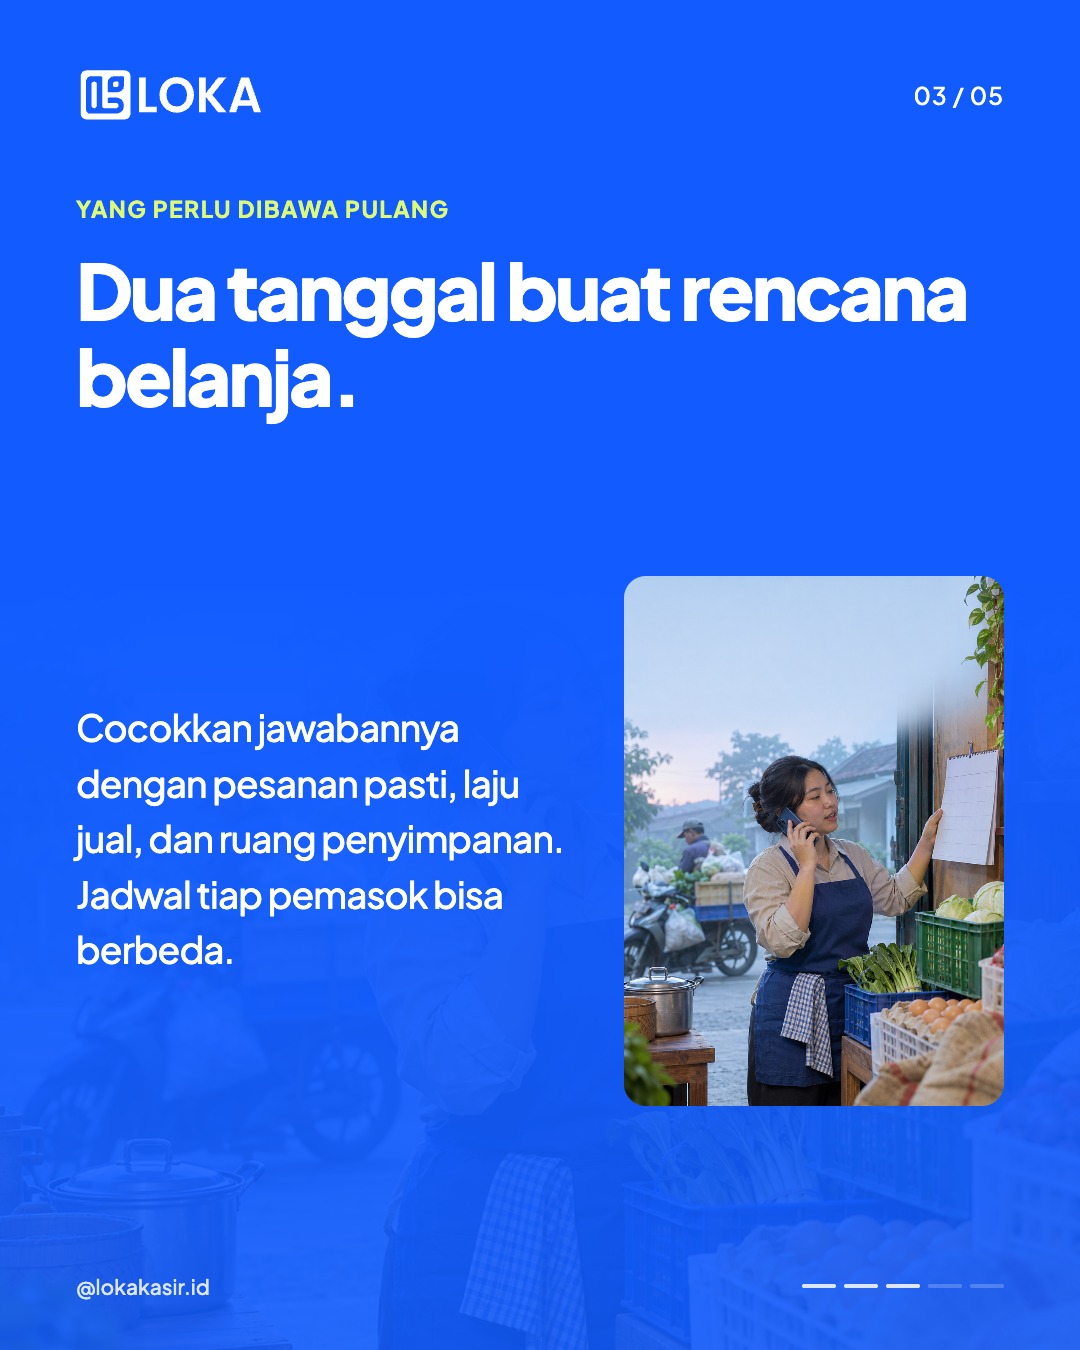 LOKA
03 / 05
YANG PERLU DIBAWA PULANG
Dua tanggal buat rencana
belanja.
Cocokkan jawabannya
dengan pesanan pasti, laju
jual, dan ruang penyimpanan.
Jadwal tiap pemasok bisa
berbeda.
@lokakasir.id